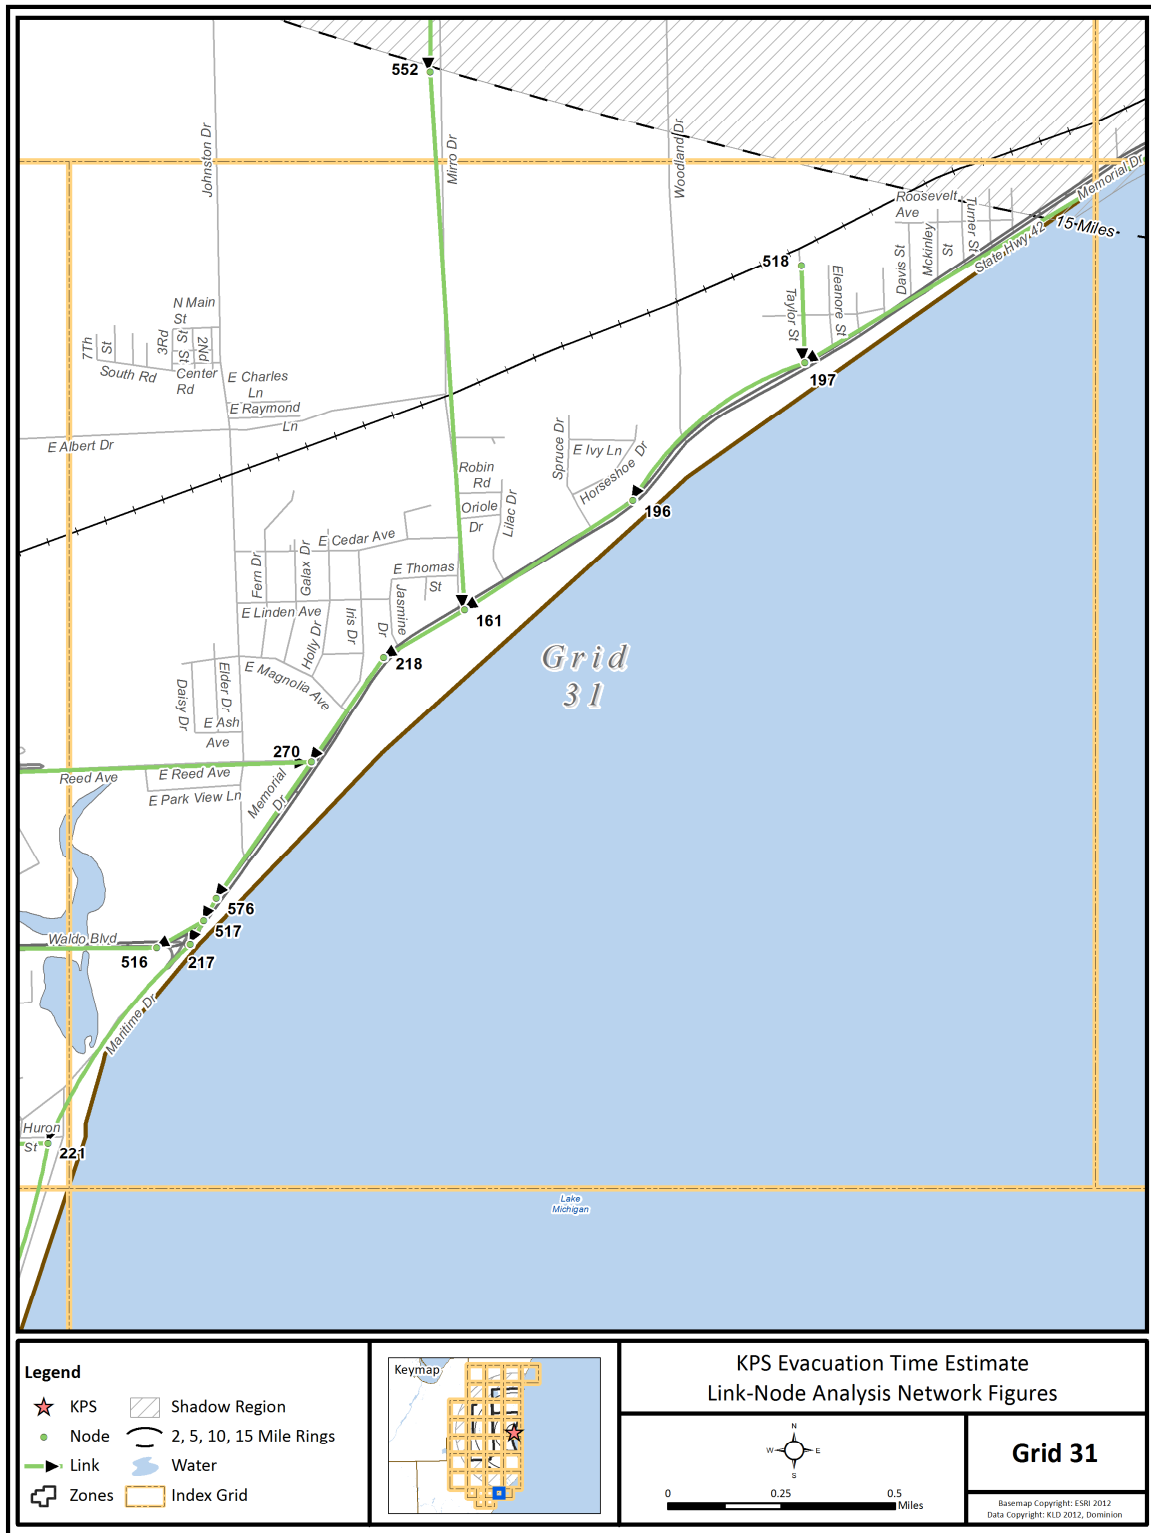 552
Johnston Dr
Mirro Dr
Woodland Dr
Memorial Dr
Roosevelt
Ave
Turner St
15 Miles
State Hwy 42
Mckinley
St
Davis St
518
Eleanore St
Taylor St
N Main
St
7Th
St
3Rd
St
2Nd
St
South Rd
Center
Rd
E Charles
Ln
E Raymond
Ln
E Albert Dr
197
Spruce Dr
E Ivy Ln
Horseshoe Dr
Robin
Rd
Oriole
Dr
Lilac Dr
196
E Cedar Ave
Fern Dr
Galax Dr
E Thomas
St
Jasmine
Dr
E Linden Ave
Iris Dr
Holly Dr
161
218
Grid
31
E Magnolia Ave
Elder Dr
Daisy Dr
E Ash
Ave
270
Reed Ave
E Reed Ave
E Park View Ln
Memorial
Dr
576
517
Waldo Blvd
516
217
Maritime Dr
Huron
St
221
Lake
Michigan
Legend
KPS
Shadow Region
Node
2, 5, 10, 15 Mile Rings
Link
Water
Zones
Index Grid
Keymap
KPS Evacuation Time Estimate
Link-Node Analysis Network Figures
N
W
E
S
0
0.25
0.5
Miles
Grid 31
Basemap Copyright: ESRI 2012
Data Copyright: KLD 2012, Dominion